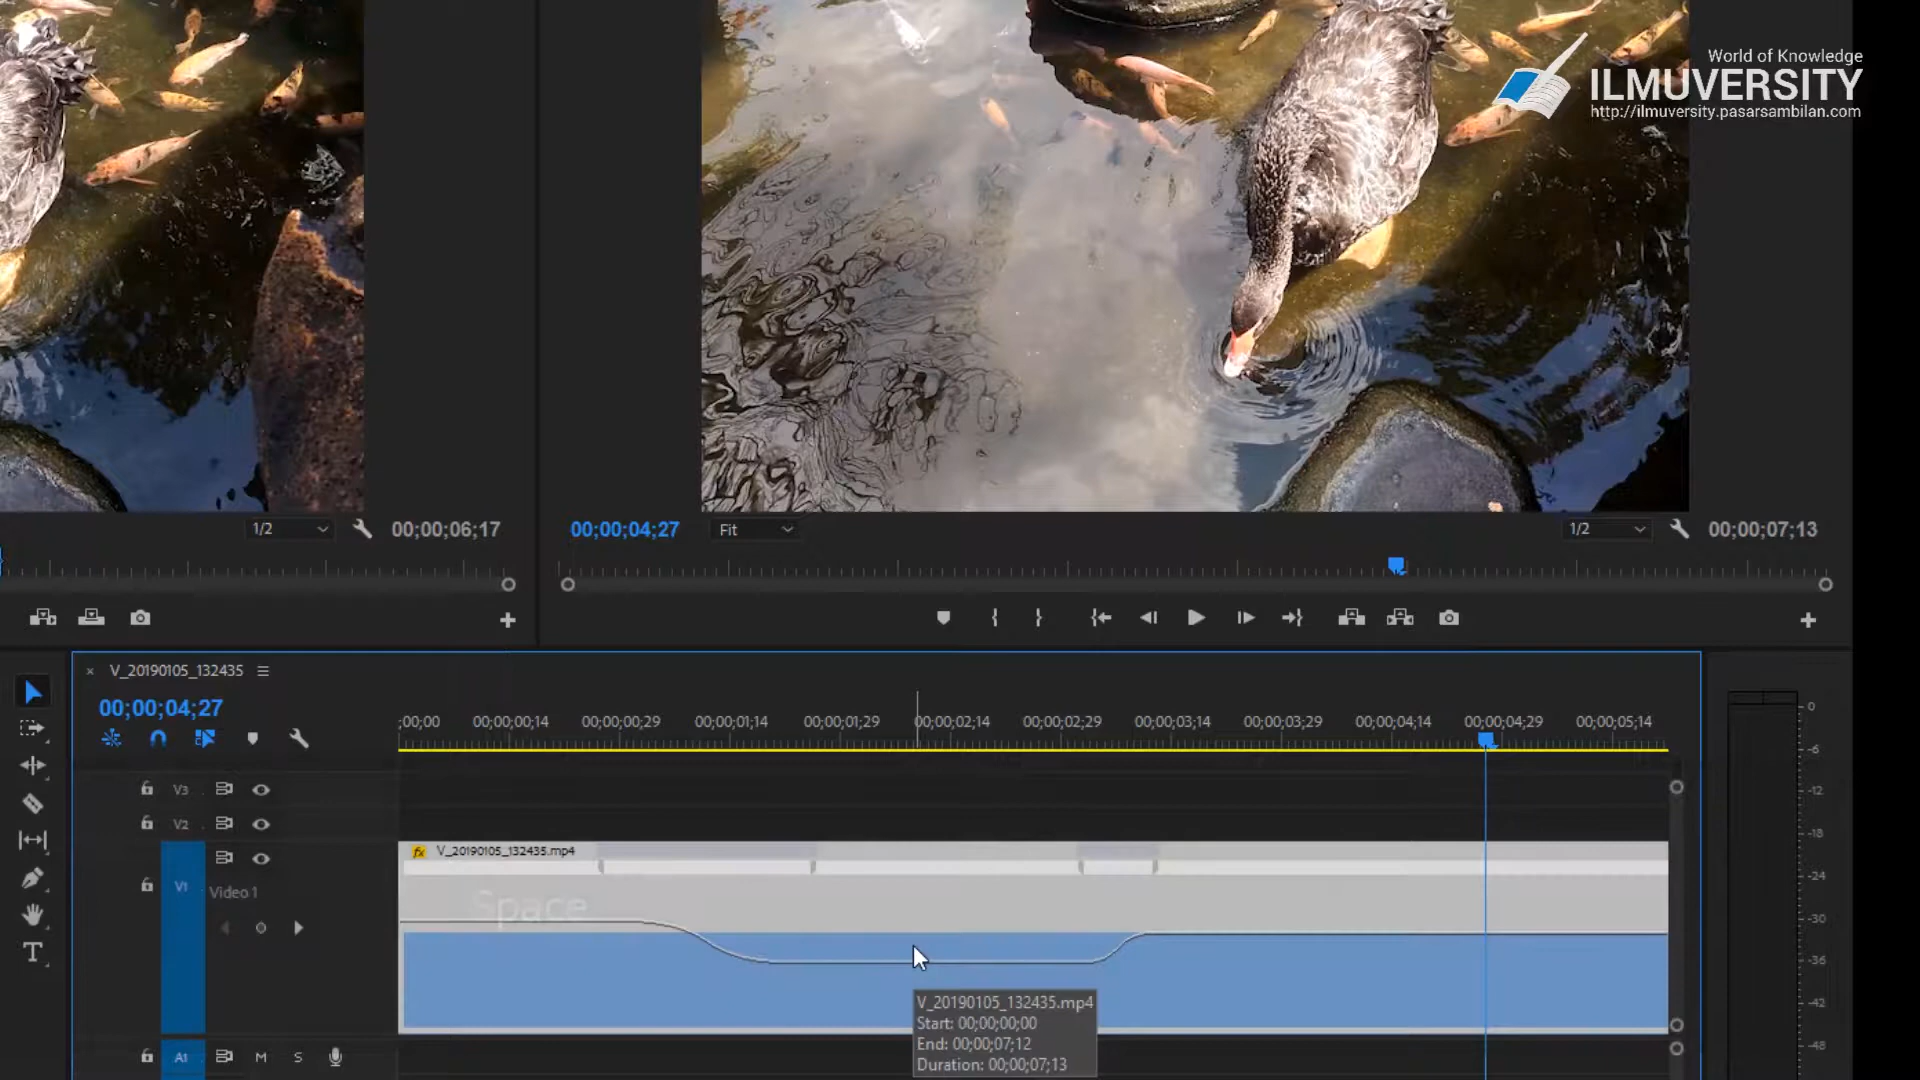 World of Knowledge
ILMUVERSITY
http://ilmuversity.pasarsambilan.com
1/2
00;00;06;17
00;00;04;27
Fit
1/2
00;00;07;13
× V_20190105_132435
00;00;04;27
;00;00 00;00;00;14 00;00;00;29 00;00;01;14 00;00;01;29 00;00;02;14 00;00;02;29 00;00;03;14 00;00;03;29 00;00;04;14 00;00;04;29 00;00;05;14
V3
V2
fx V_20190105_132435.mp4
V1 Video 1
Space
V_20190105_132435.mp4
Start: 00;00;00;00
End: 00;00;07;12
Duration: 00;00;07;13
A1 M S
0
-6
-12
-18
-24
-30
-36
-42
-48